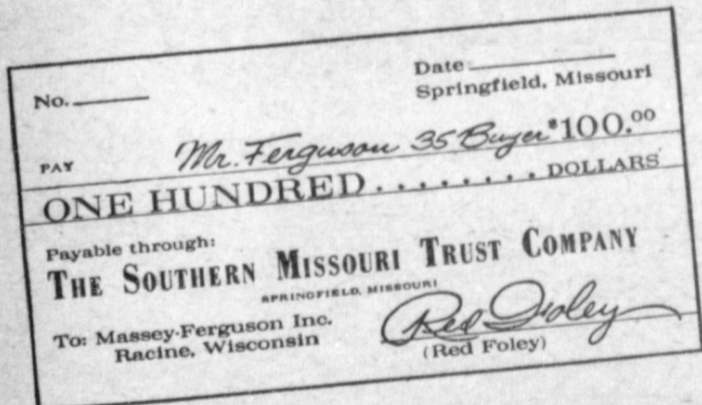 No.
Date
Springfield, Missouri
PAY Mr. Ferguson 35 Buyer $100.00
ONE HUNDRED . . . . . . . . DOLLARS
Payable through:
THE SOUTHERN MISSOURI TRUST COMPANY
SPRINGFIELD, MISSOURI
To: Massey-Ferguson Inc.
Racine, Wisconsin
Red Foley
(Red Foley)